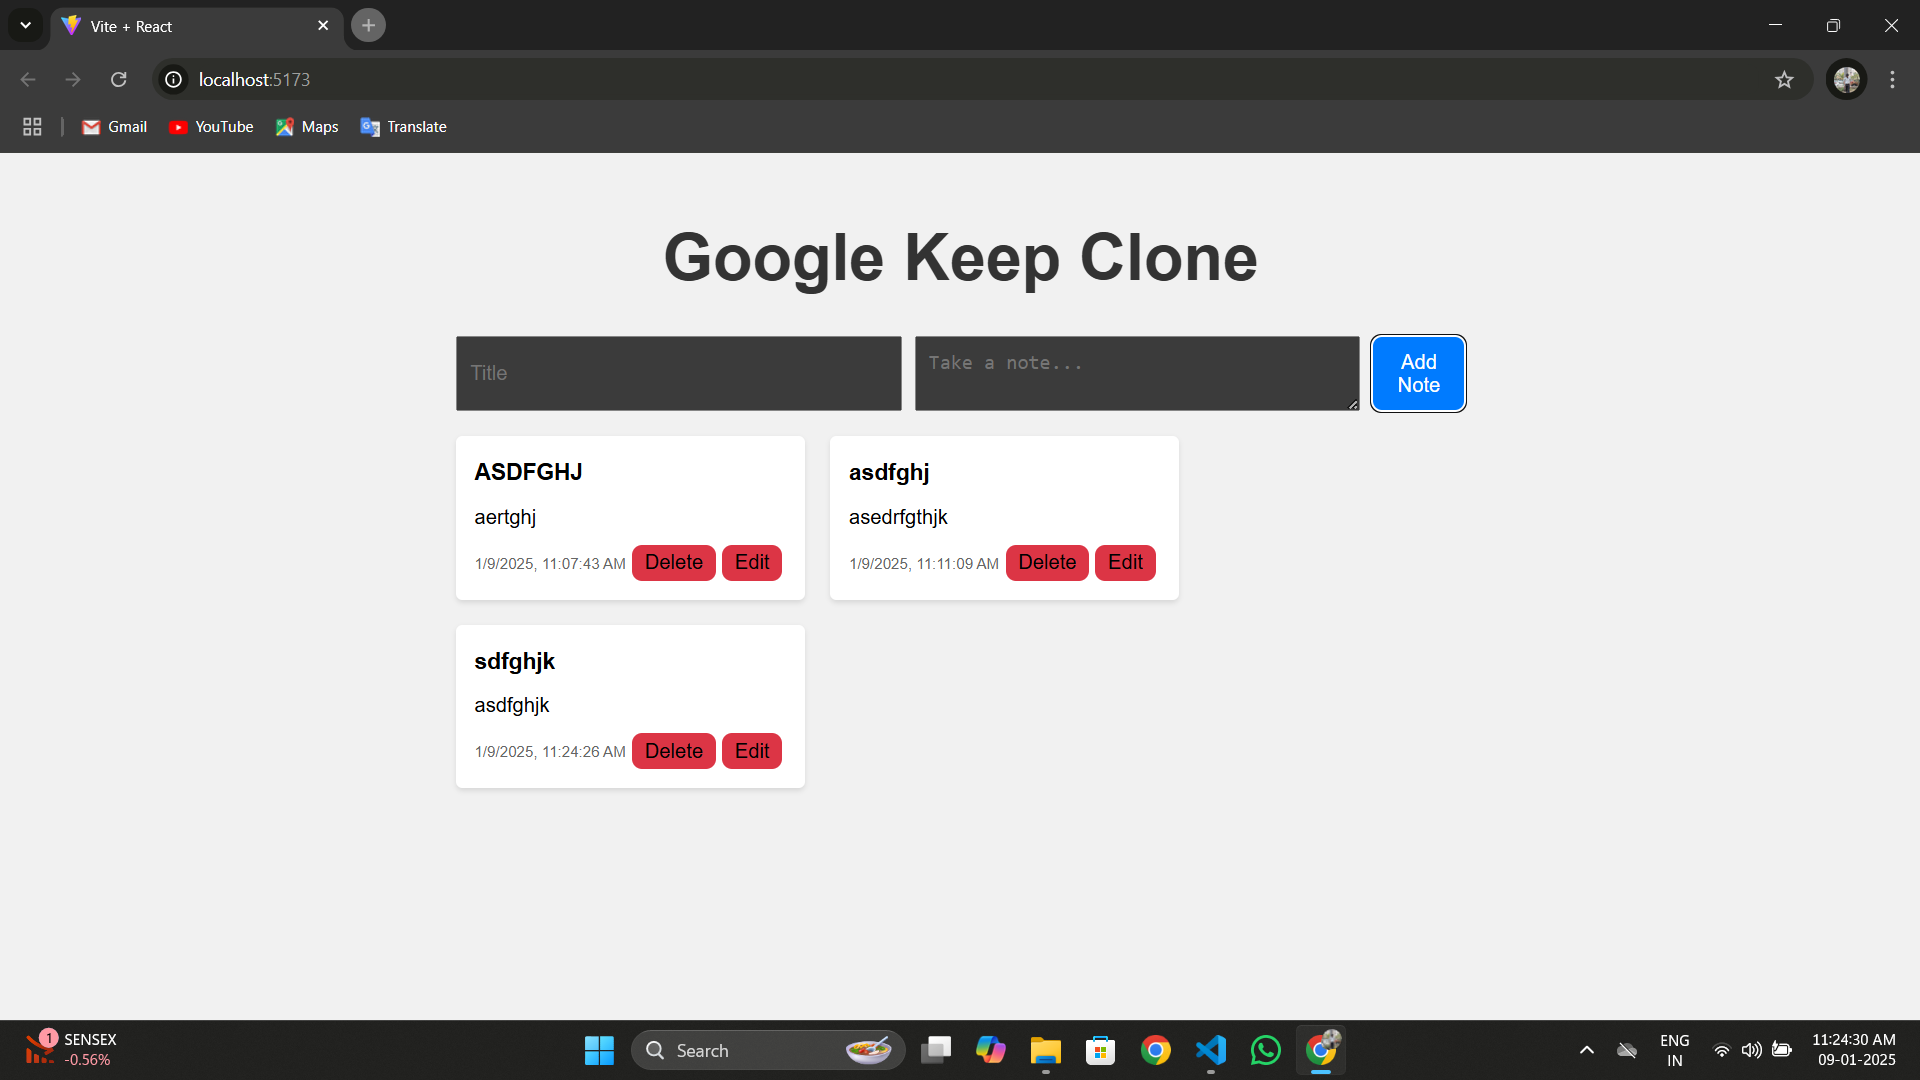 Vite + React
localhost:5173
Gmail YouTube Maps Translate
Google Keep Clone
Title
Take a note...
Add
Note
ASDFGHJ
aertghj
1/9/2025, 11:07:43 AM Delete Edit
asdfghj
asedrfgthjk
1/9/2025, 11:11:09 AM Delete Edit
sdfghjk
asdfghjk
1/9/2025, 11:24:26 AM Delete Edit
1
SENSEX
-0.56%
Search
ENG
IN
11:24:30 AM
09-01-2025